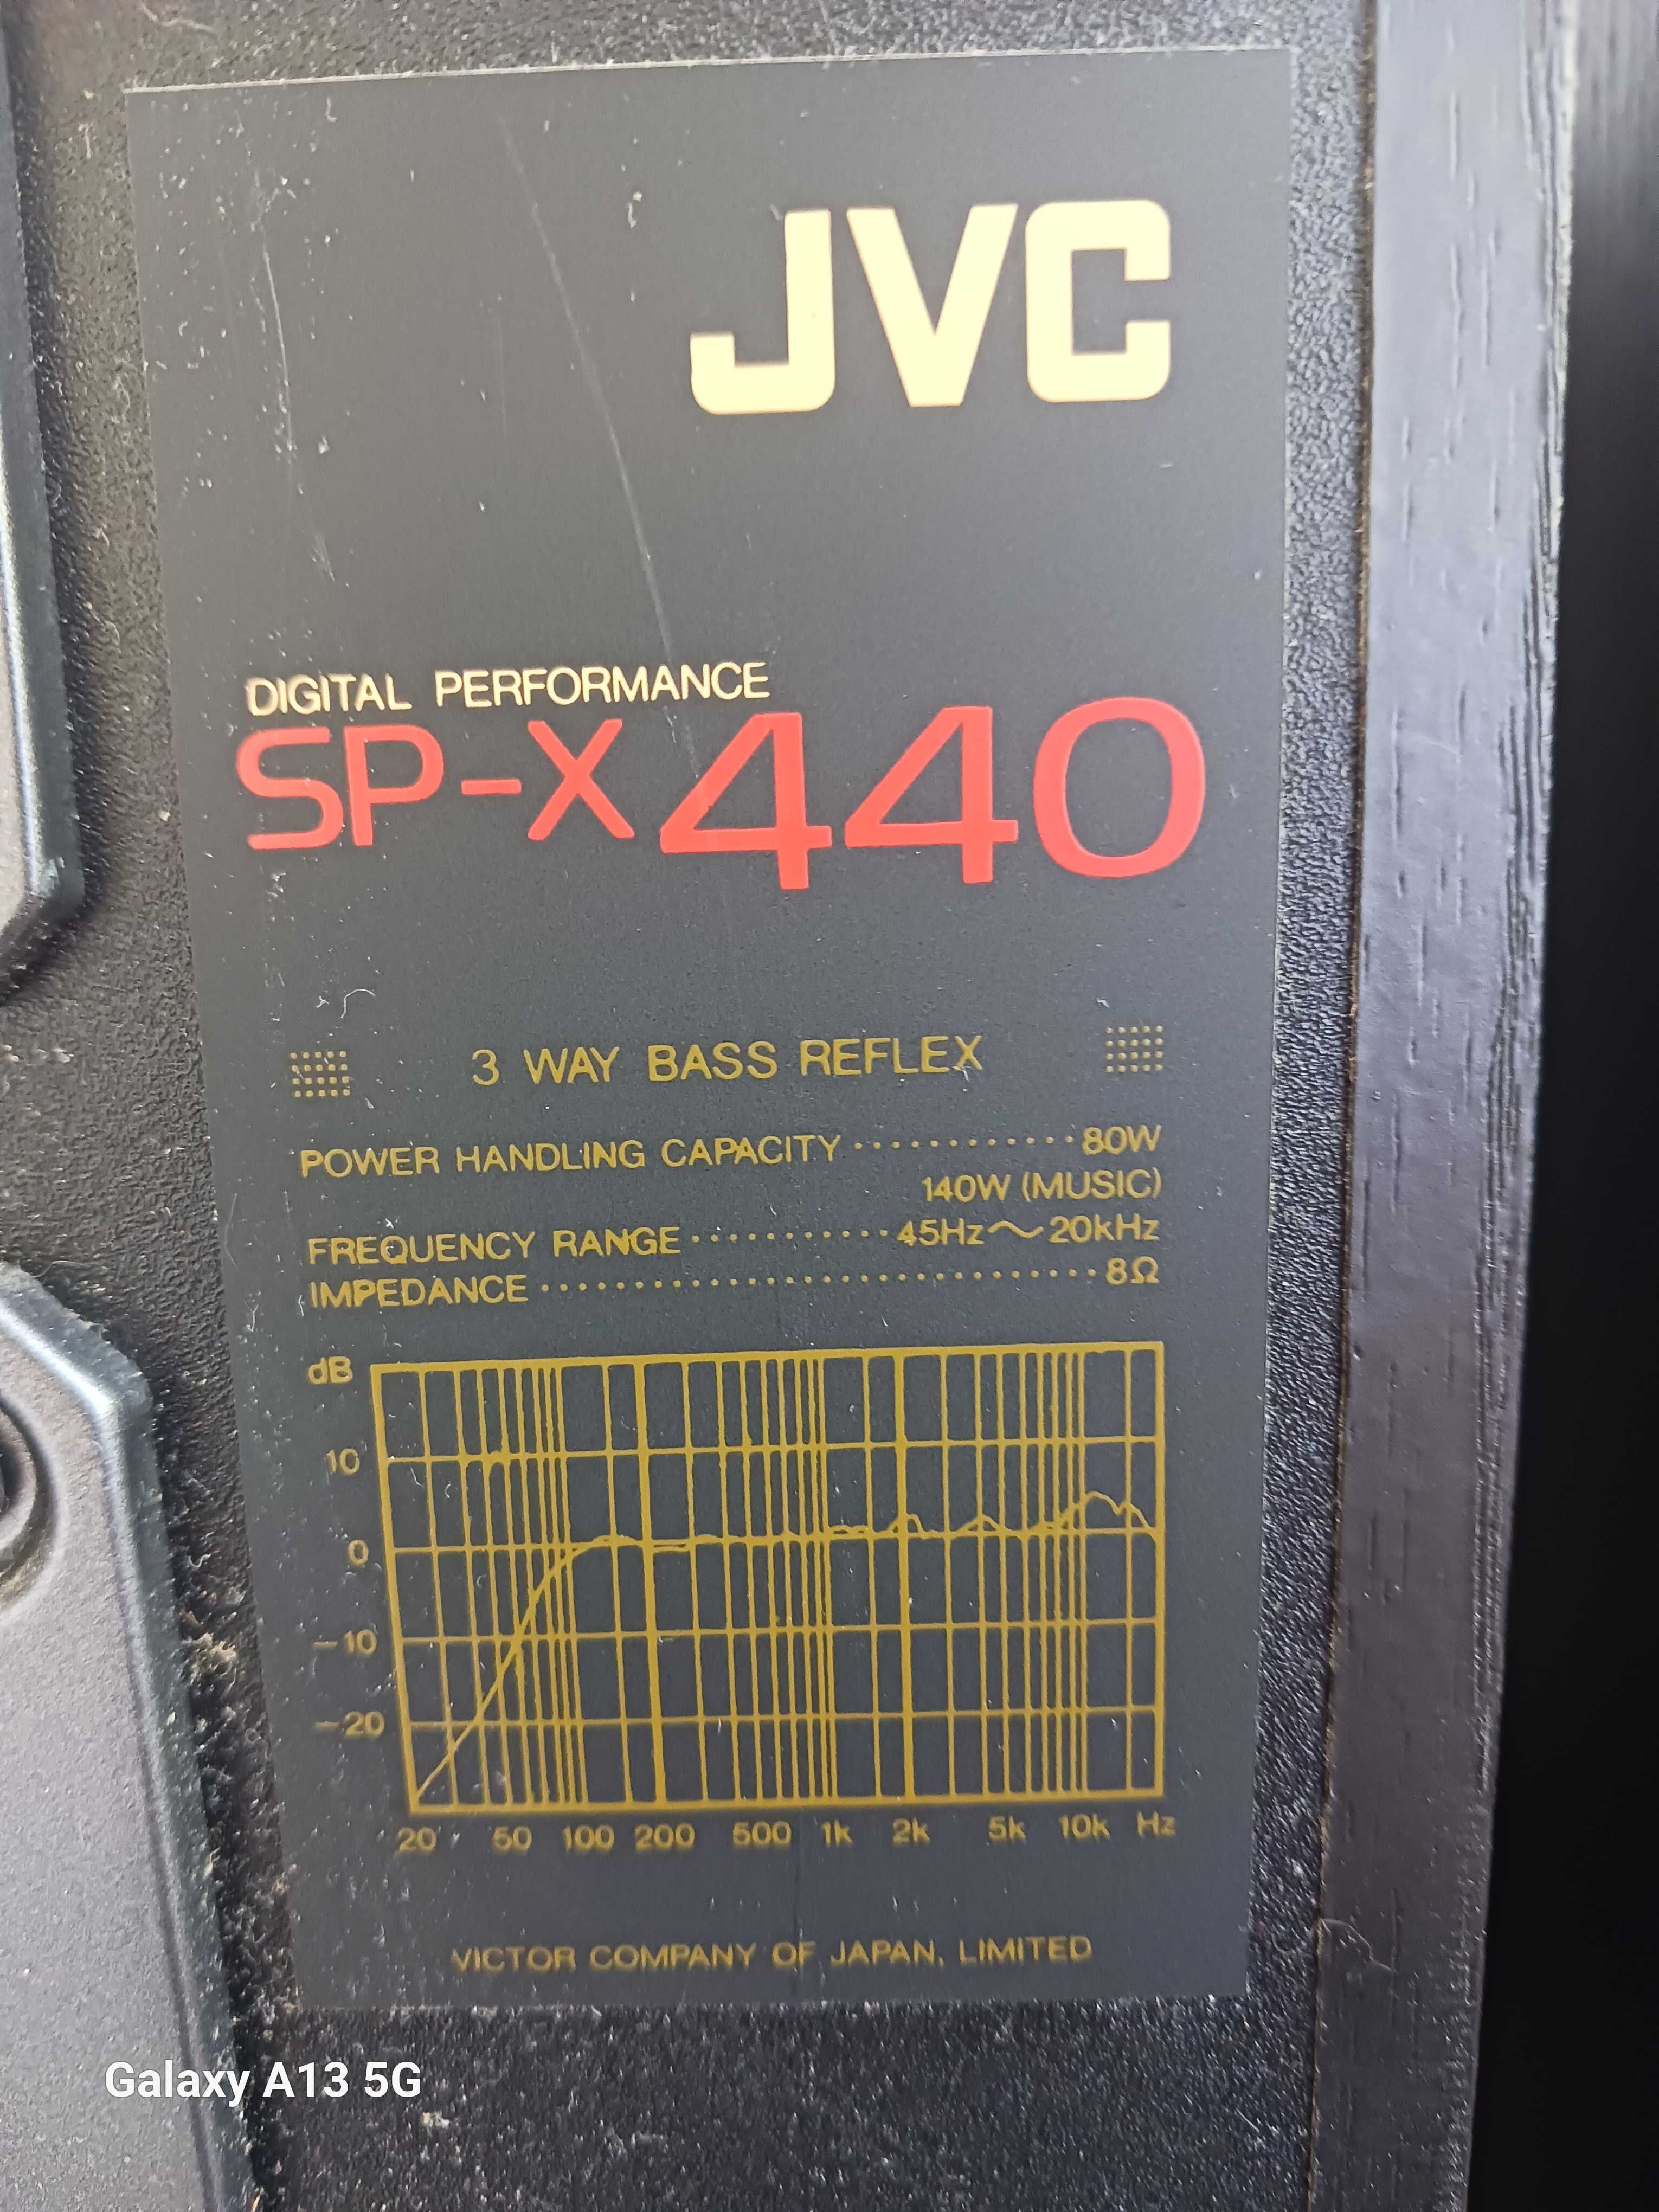 JVC
DIGITAL PERFORMANCE
SP-X440
3 WAY BASS REFLEX
POWER HANDLING CAPACITY ············ 80W
140W (MUSIC)
FREQUENCY RANGE ··········· 45Hz～20kHz
IMPEDANCE ······························ 8Ω
dB
10
0
−10
−20
20 50 100 200 500 1k 2k 5k 10k Hz
VICTOR COMPANY OF JAPAN, LIMITED
Galaxy A13 5G